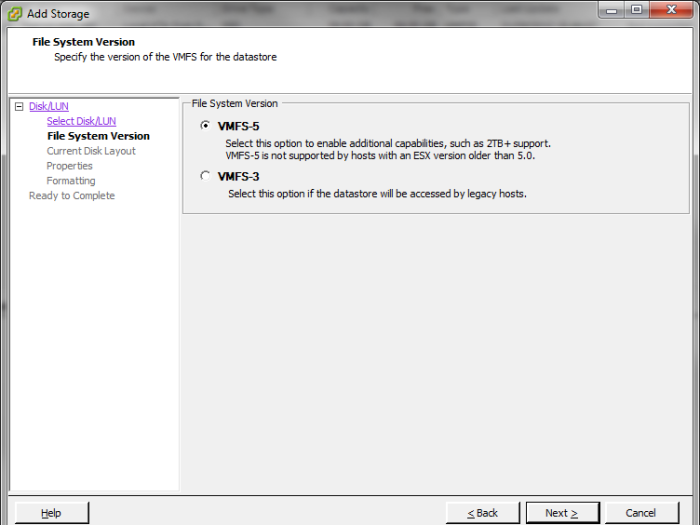 Add Storage
File System Version
Specify the version of the VMFS for the datastore
Disk/LUN
Select Disk/LUN
File System Version
Current Disk Layout
Properties
Formatting
Ready to Complete
File System Version
VMFS-5
Select this option to enable additional capabilities, such as 2TB+ support.
VMFS-5 is not supported by hosts with an ESX version older than 5.0.
VMFS-3
Select this option if the datastore will be accessed by legacy hosts.
Help
< Back
Next >
Cancel